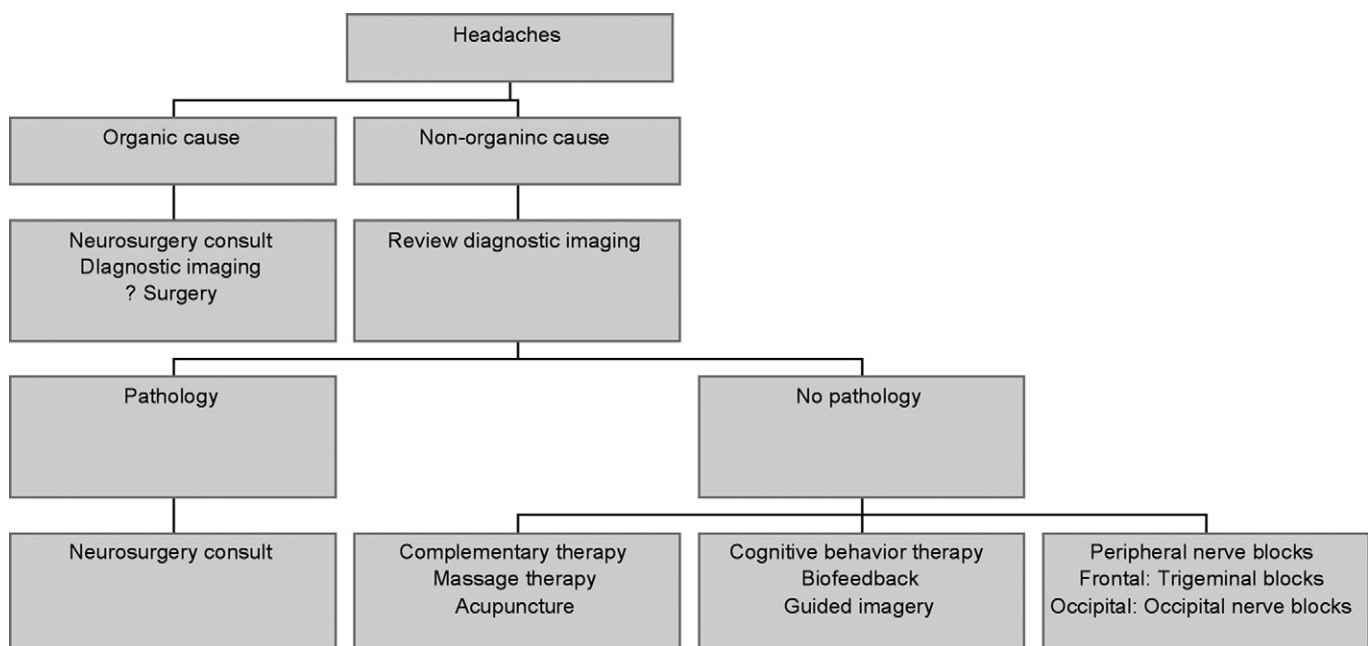 Headaches
Organic cause
Non-organinc cause
Neurosurgery consult
DIagnostic imaging
? Surgery
Review diagnostic imaging
Pathology
No pathology
Neurosurgery consult
Complementary therapy
Massage therapy
Acupuncture
Cognitive behavior therapy
Biofeedback
Guided imagery
Peripheral nerve blocks
Frontal: Trigeminal blocks
Occipital: Occipital nerve blocks